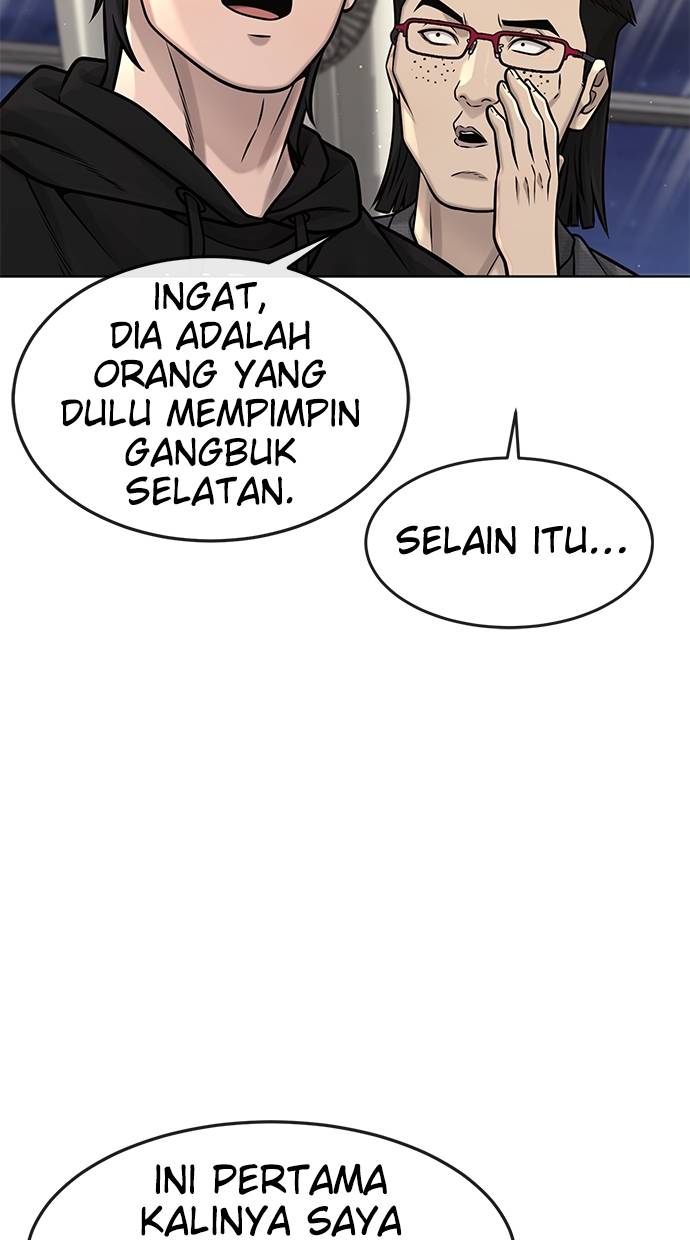 INGAT,
DIA ADALAH
ORANG YANG
DULU MEMPIMPIN
GANGBUK
SELATAN.
SELAIN ITU...
INI PERTAMA
KALINYA SAYA